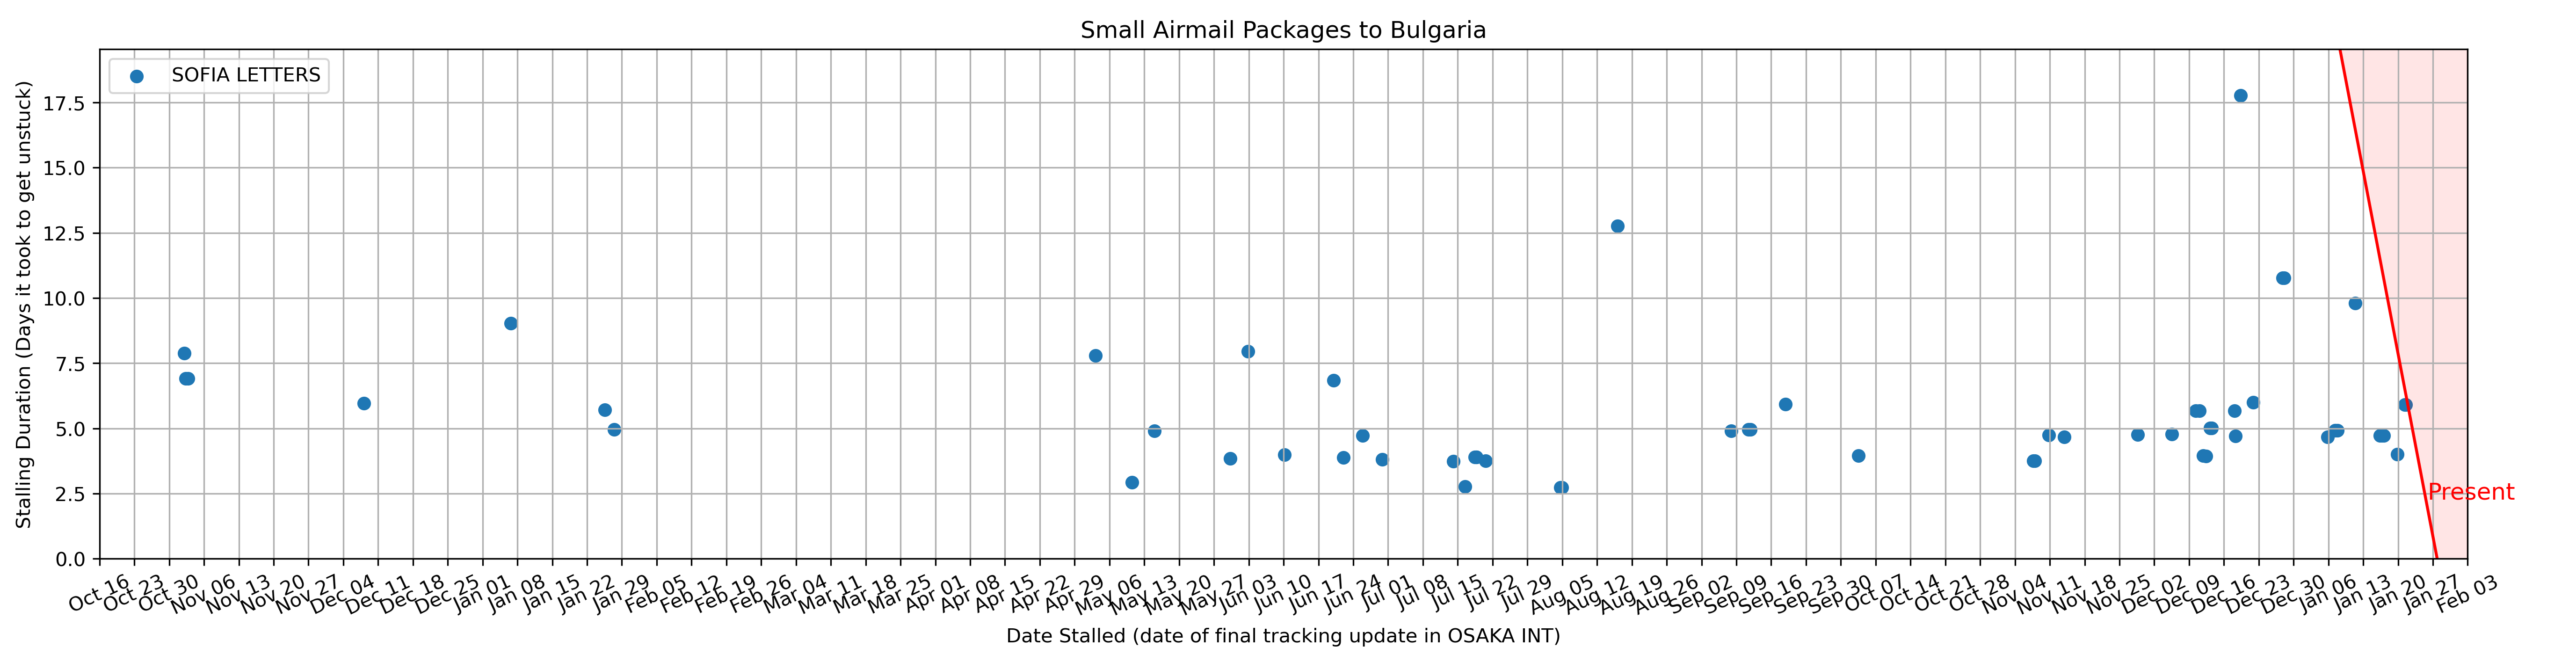 Small Airmail Packages to Bulgaria
SOFIA LETTERS
Stalling Duration (Days it took to get unstuck)
17.5
15.0
12.5
10.0
7.5
5.0
2.5
0.0
Present
Oct 16 Oct 23 Oct 30 Nov 06 Nov 13 Nov 20 Nov 27 Dec 04 Dec 11 Dec 18 Dec 25 Jan 01 Jan 08 Jan 15 Jan 22 Jan 29 Feb 05 Feb 12 Feb 19 Feb 26 Mar 04 Mar 11 Mar 18 Mar 25 Apr 01 Apr 08 Apr 15 Apr 22 Apr 29 May 06 May 13 May 20 May 27 Jun 03 Jun 10 Jun 17 Jun 24 Jul 01 Jul 08 Jul 15 Jul 22 Jul 29 Aug 05 Aug 12 Aug 19 Aug 26 Sep 02 Sep 09 Sep 16 Sep 23 Sep 30 Oct 07 Oct 14 Oct 21 Oct 28 Nov 04 Nov 11 Nov 18 Nov 25 Dec 02 Dec 09 Dec 16 Dec 23 Dec 30 Jan 06 Jan 13 Jan 20 Jan 27 Feb 03
Date Stalled (date of final tracking update in OSAKA INT)